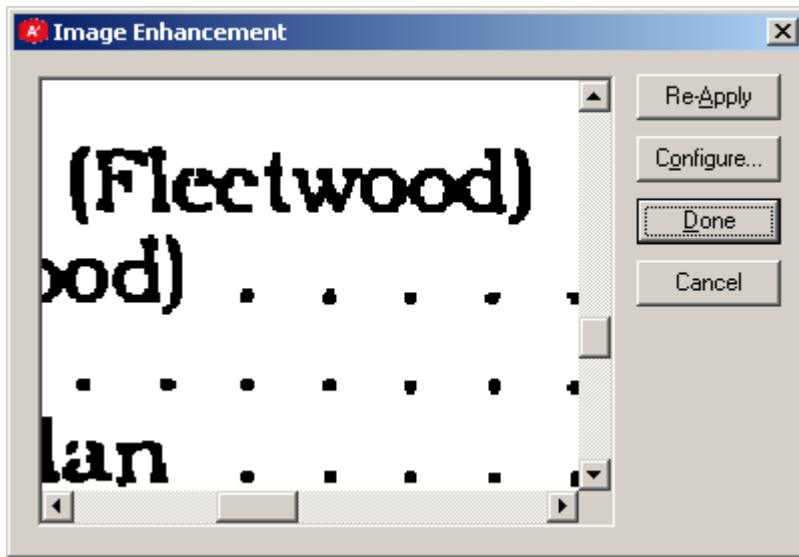 Image Enhancement
Re-Apply
Configure...
Done
Cancel
(Fleetwood)
ood) . . . . .
. . . . . . .
lan . . . . .